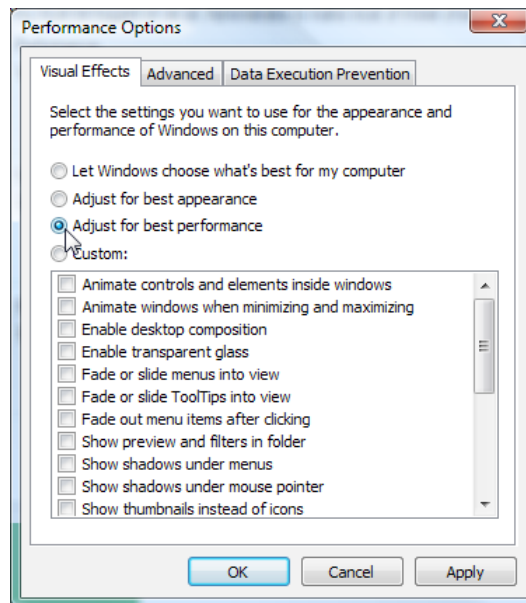 Performance Options
Visual Effects Advanced Data Execution Prevention
Select the settings you want to use for the appearance and
performance of Windows on this computer.
Let Windows choose what's best for my computer
Adjust for best appearance
Adjust for best performance
Custom:
Animate controls and elements inside windows
Animate windows when minimizing and maximizing
Enable desktop composition
Enable transparent glass
Fade or slide menus into view
Fade or slide ToolTips into view
Fade out menu items after clicking
Show preview and filters in folder
Show shadows under menus
Show shadows under mouse pointer
Show thumbnails instead of icons
OK Cancel Apply